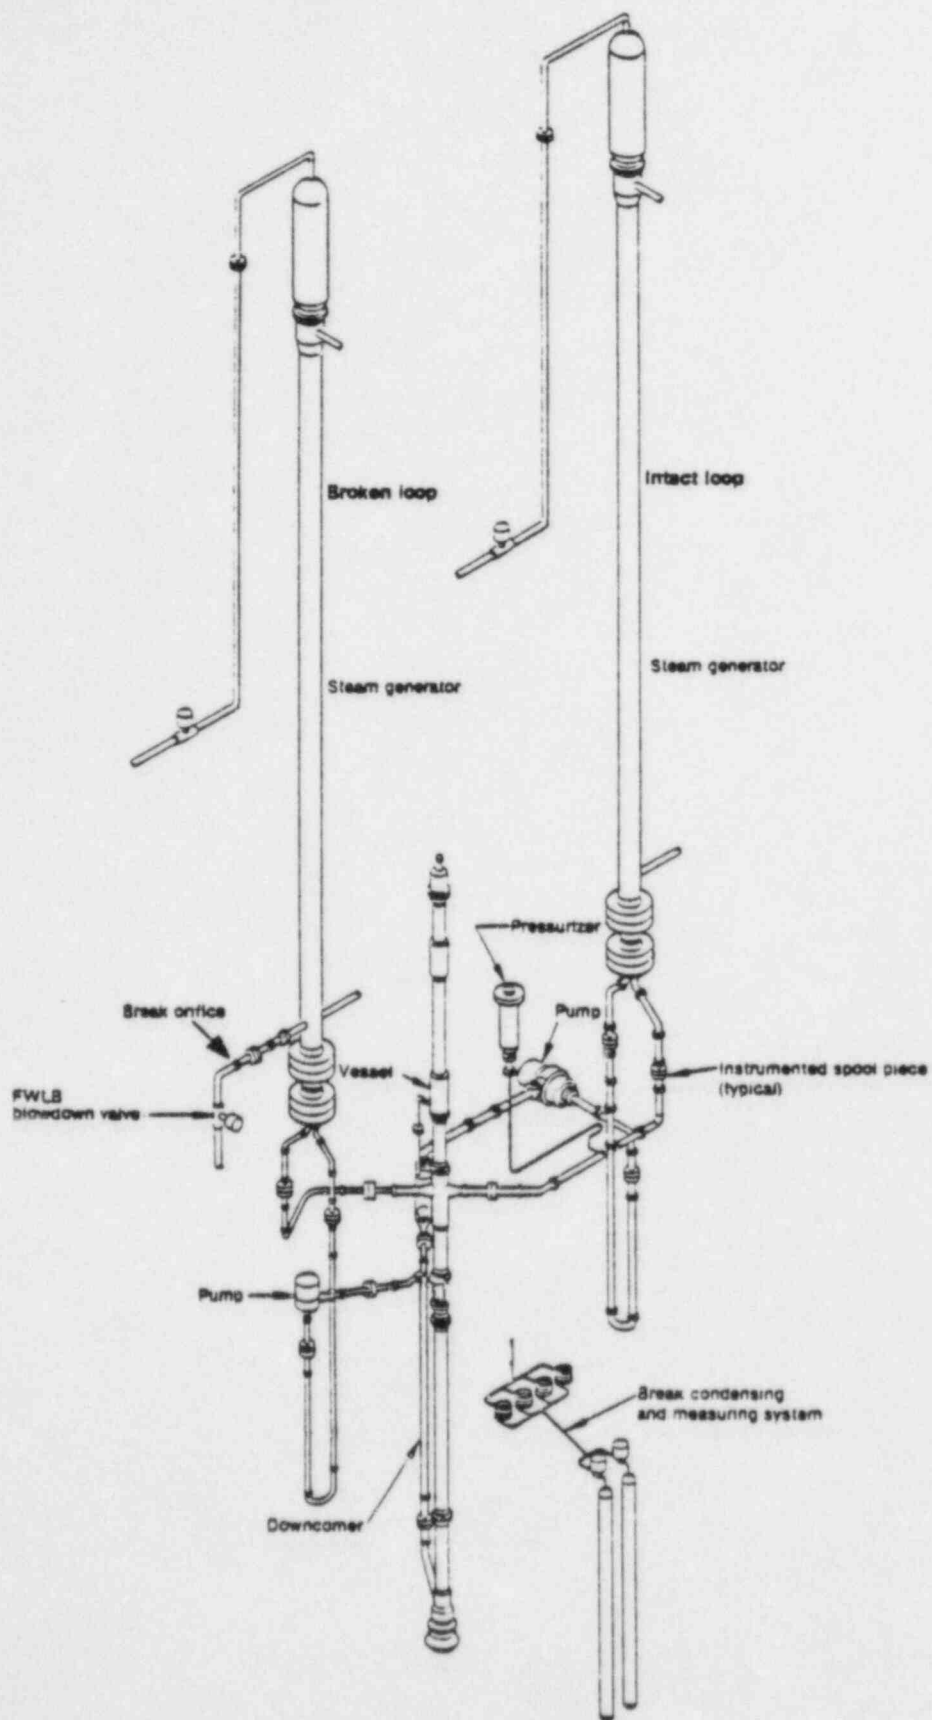 Broken loop
Intact loop
Steam generator
Steam generator
Pressurizer
Break orifice
Pump
Vessel
Instrumented spool piece
(typical)
FWLB
blowdown valve
Pump
Break condensing
and measuring system
Downcomer